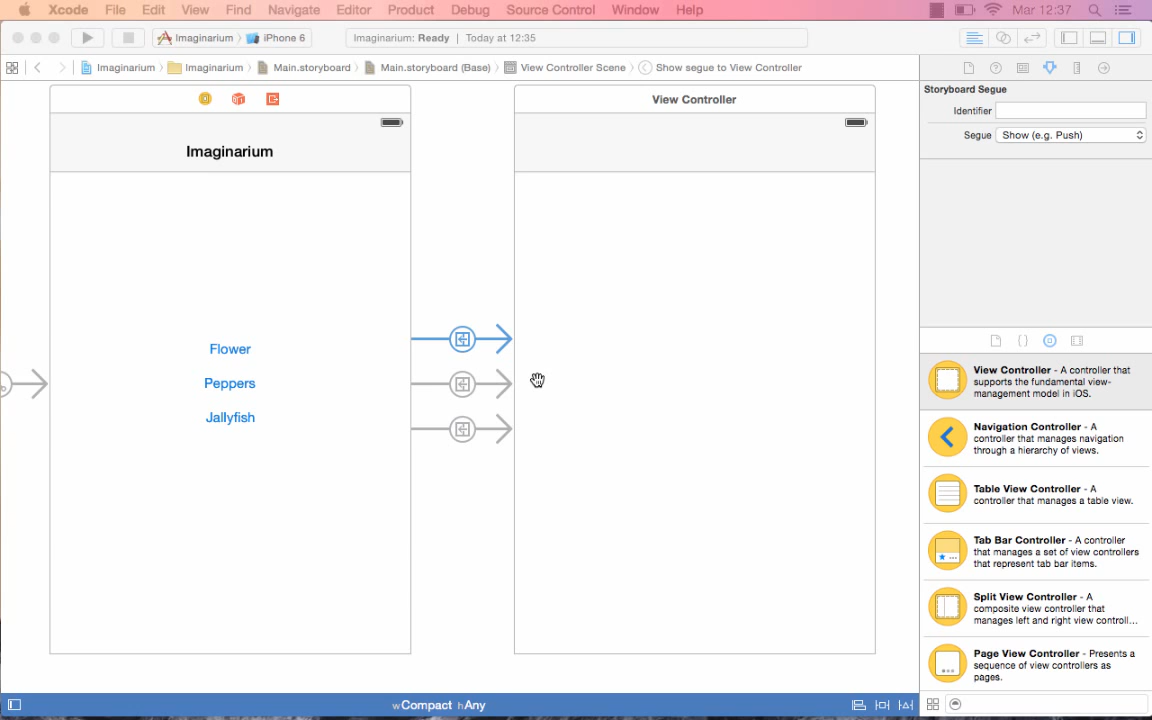 Xcode File Edit View Find Navigate Editor Product Debug Source Control Window Help Mar 12:37
Imaginarium iPhone 6 Imaginarium: Ready | Today at 12:35
Imaginarium Imaginarium Main.storyboard Main.storyboard (Base) View Controller Scene Show segue to View Controller
Storyboard Segue
Identifier
Segue Show (e.g. Push)
View Controller
Imaginarium
Flower
Peppers
Jallyfish
View Controller - A controller that
supports the fundamental view-
management model in iOS.
Navigation Controller - A
controller that manages navigation
through a hierarchy of views.
Table View Controller - A
controller that manages a table view.
Tab Bar Controller - A controller
that manages a set of view controllers
that represent tab bar items.
Split View Controller - A
composite view controller that
manages left and right view controll...
Page View Controller - Presents a
sequence of view controllers as
pages.
wCompact hAny